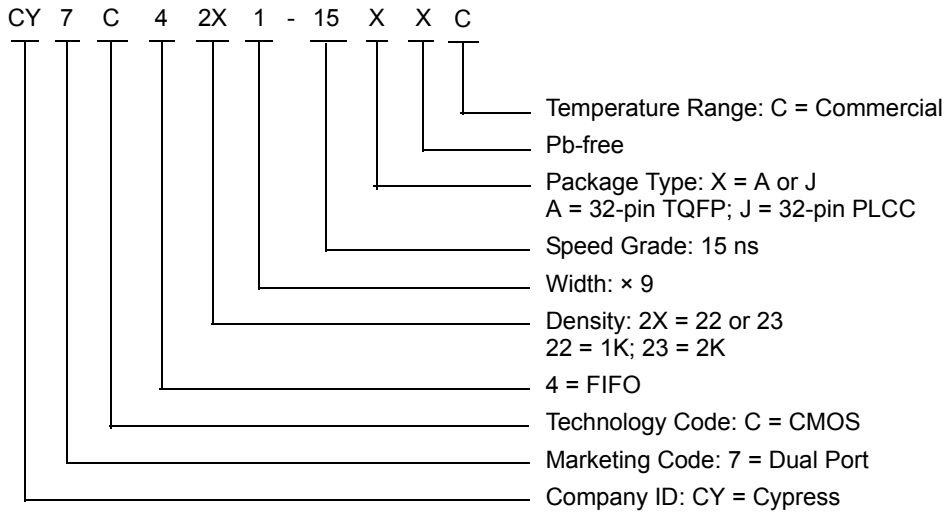 CY 7 C 4 2X 1 - 15 X X C
Temperature Range: C = Commercial
Pb-free
Package Type: X = A or J
A = 32-pin TQFP; J = 32-pin PLCC
Speed Grade: 15 ns
Width: × 9
Density: 2X = 22 or 23
22 = 1K; 23 = 2K
4 = FIFO
Technology Code: C = CMOS
Marketing Code: 7 = Dual Port
Company ID: CY = Cypress